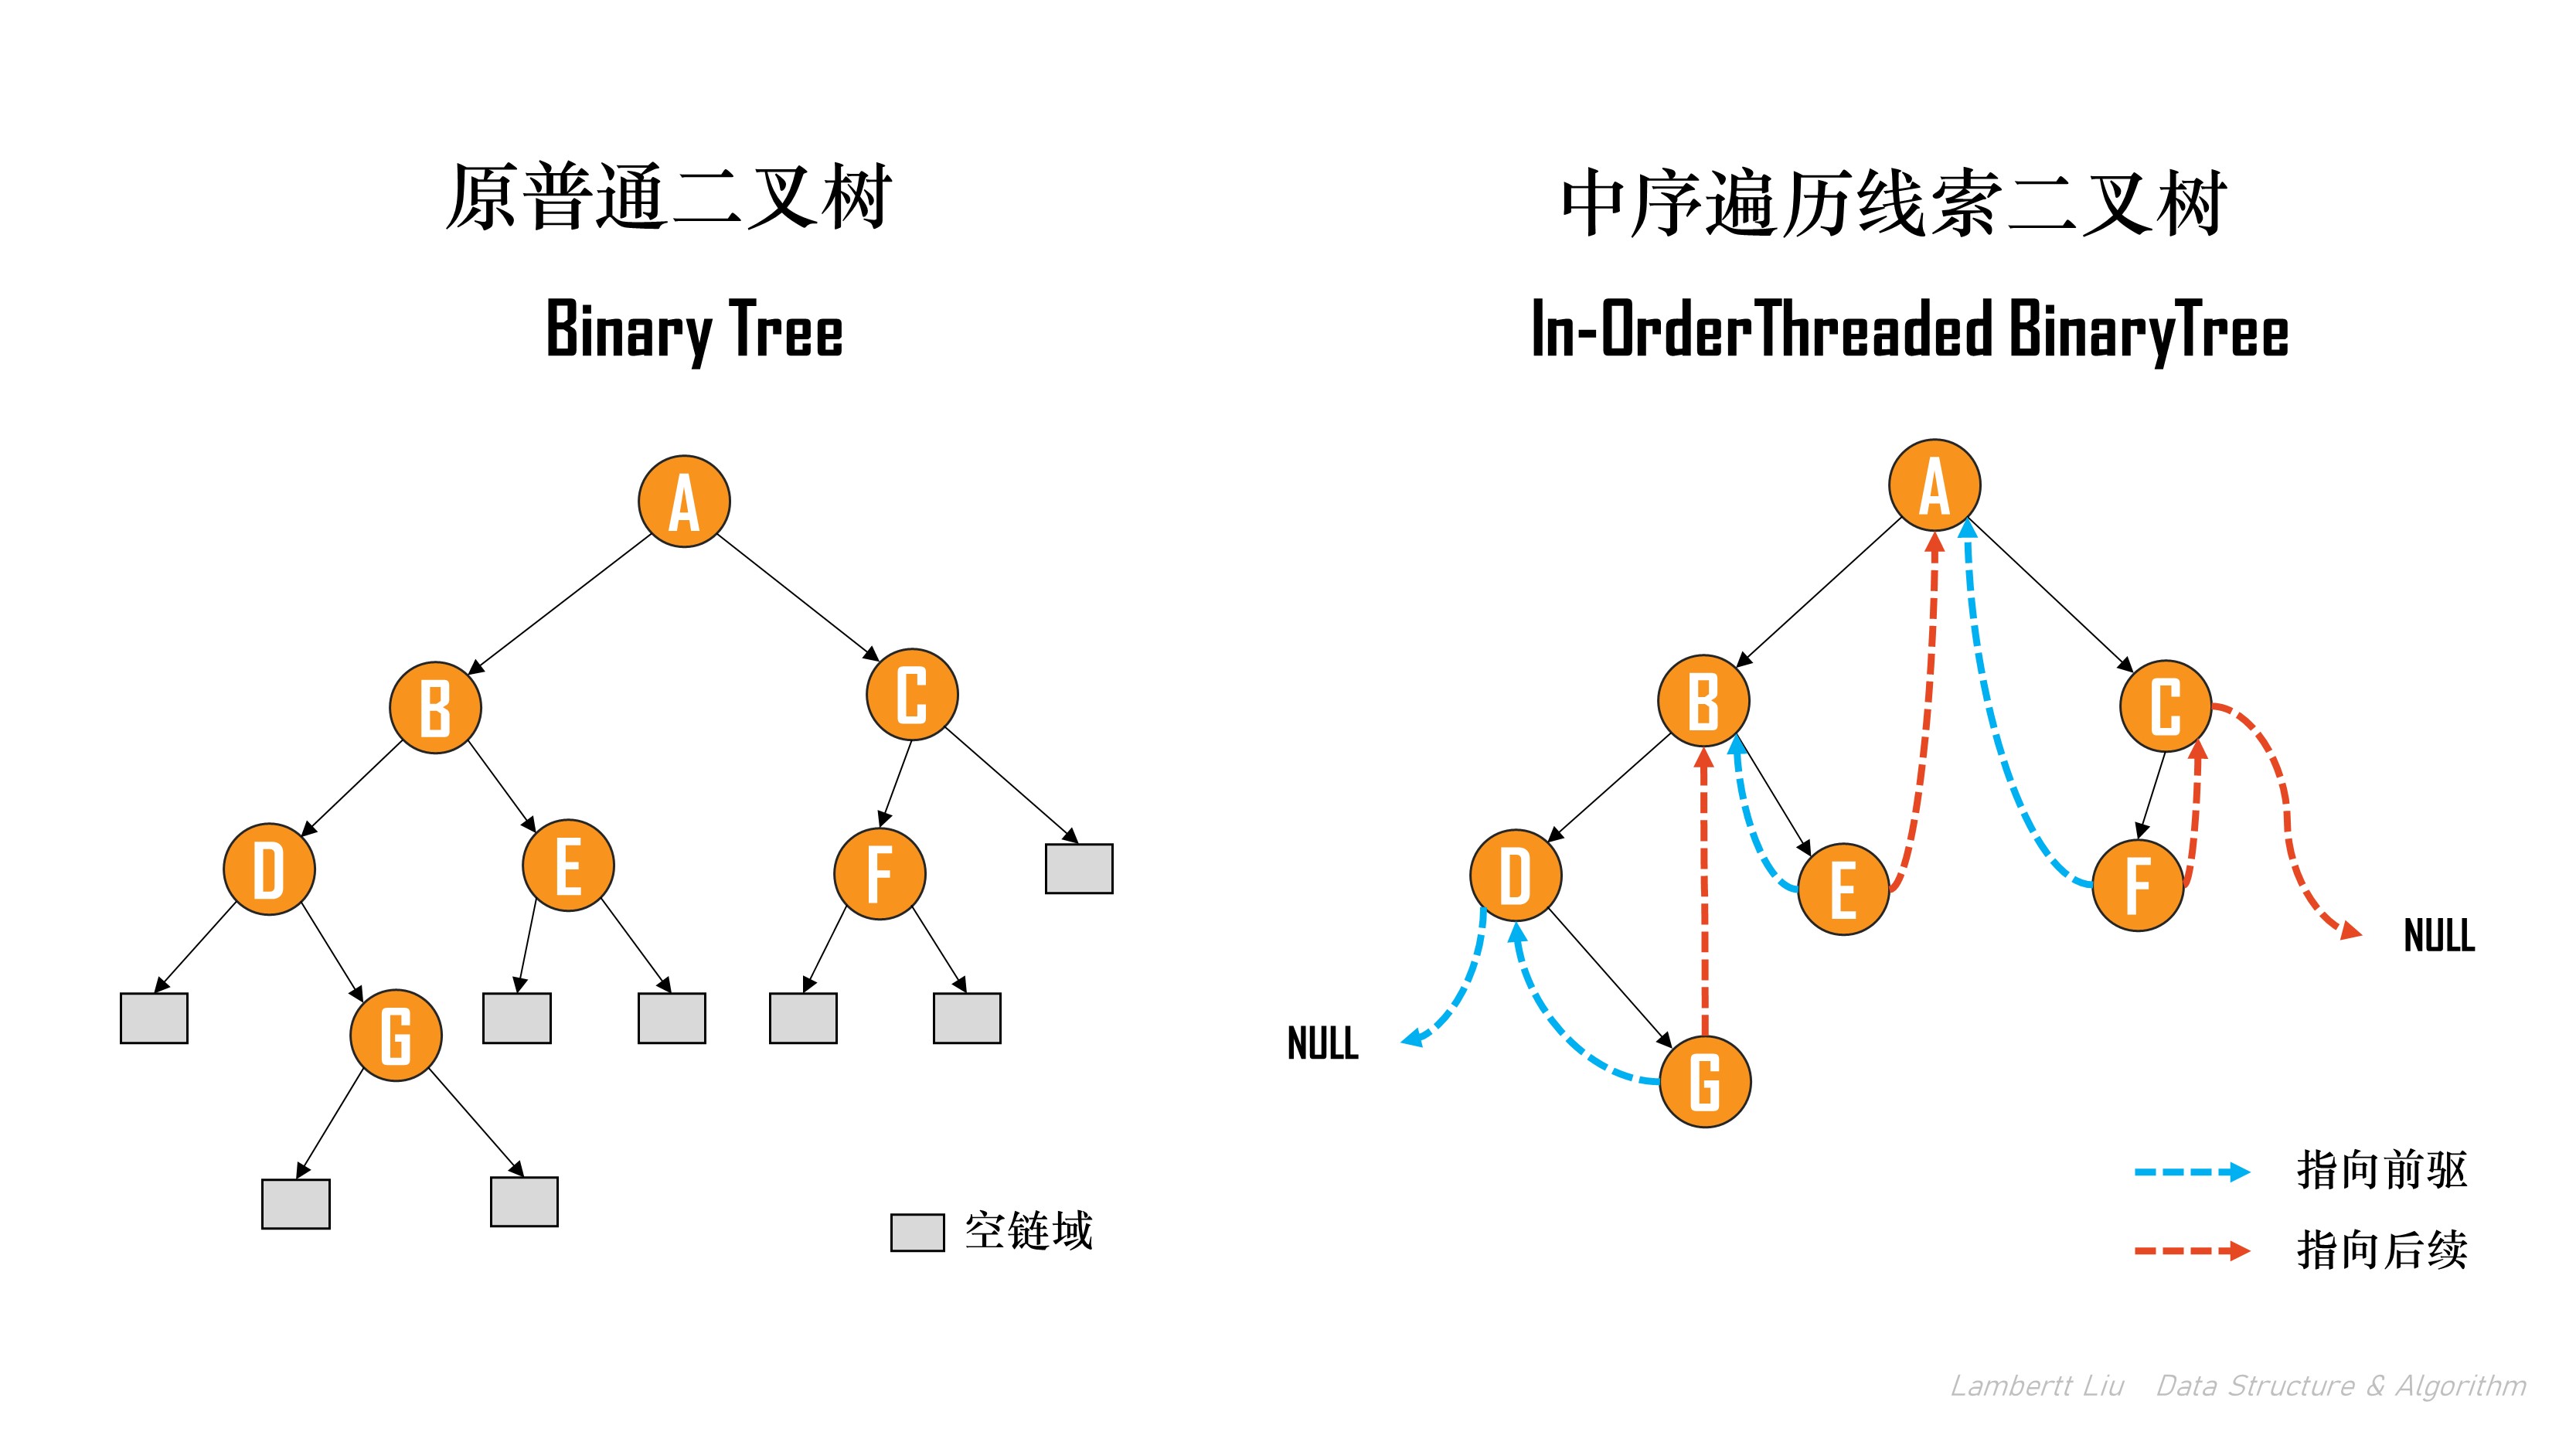 原普通二叉树
Binary Tree
A
B
C
D
E
F
G
空链域
中序遍历线索二叉树
In-OrderThreaded BinaryTree
A
B
C
D
E
F
NULL
NULL
G
指向前驱
指向后续
Lambertt Liu Data Structure & Algorithm